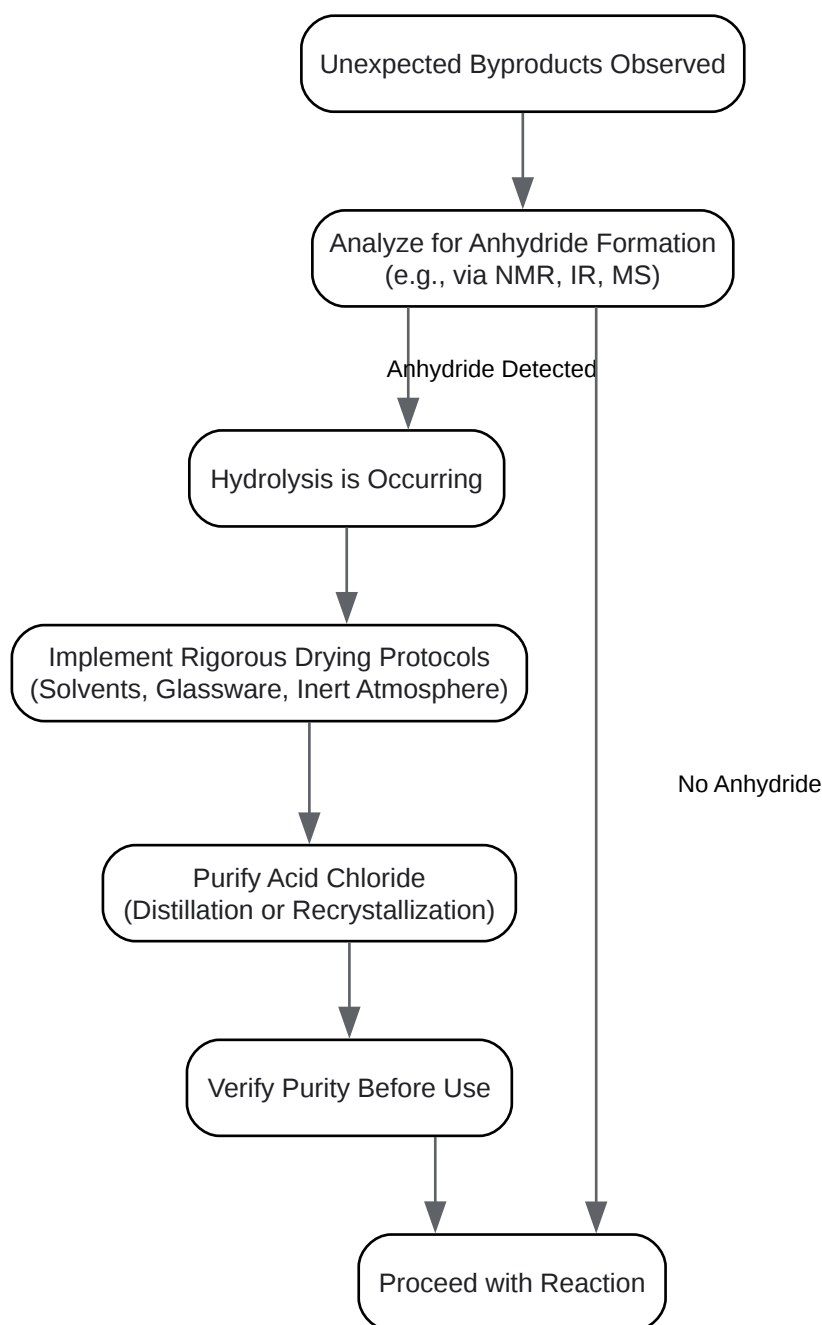 Unexpected Byproducts Observed
Analyze for Anhydride Formation
(e.g., via NMR, IR, MS)
Anhydride Detected
Hydrolysis is Occurring
Implement Rigorous Drying Protocols
(Solvents, Glassware, Inert Atmosphere)
No Anhydride
Purify Acid Chloride
(Distillation or Recrystallization)
Verify Purity Before Use
Proceed with Reaction